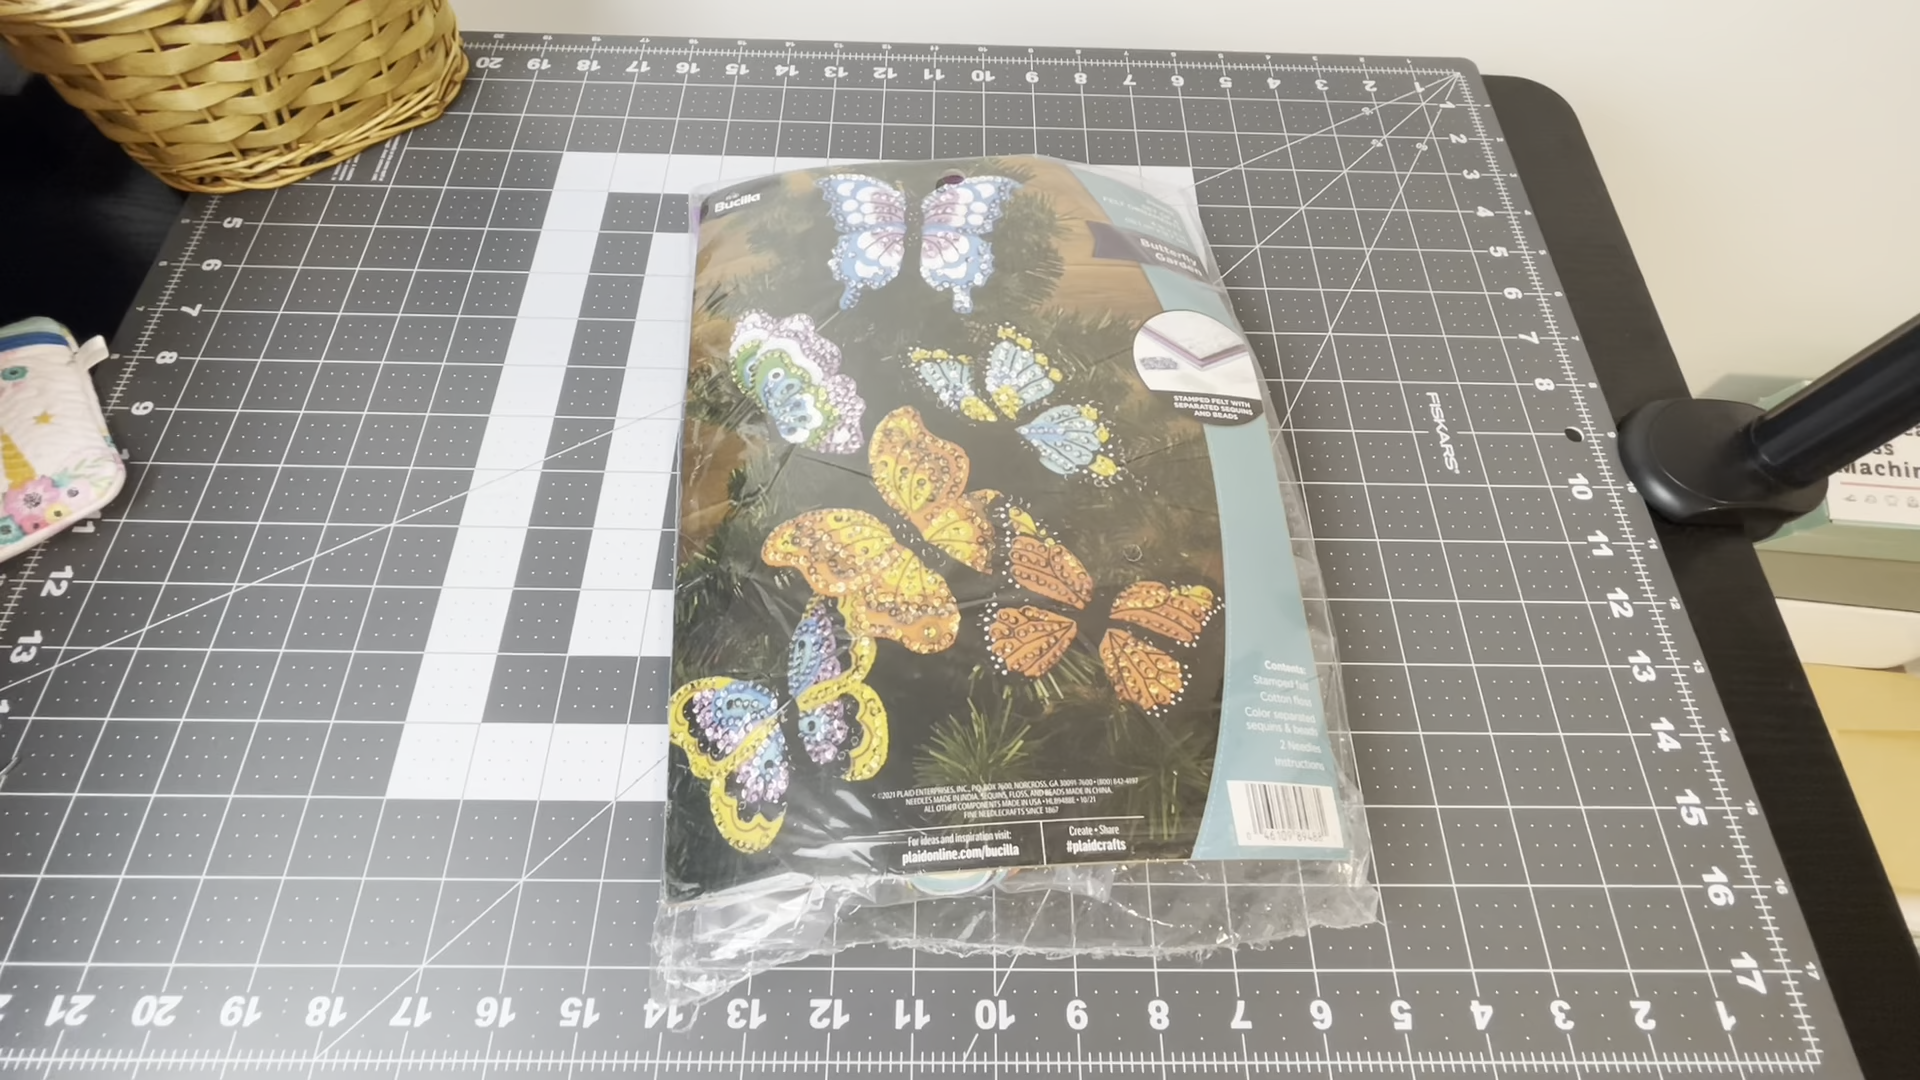 Bucilla
Butterfly
Garden
STAMPED FELT WITH
SEPARATED SEQUINS
AND BEADS
Contents:
Stamped felt
Cotton floss
Color separated
sequins & beads
2 Needles
Instructions
©2021 PLAID ENTERPRISES, INC., P.O. BOX 7600, NORCROSS, GA 30091-7600 • (800) 842-4197
NEEDLES MADE IN INDIA. SEQUINS, FLOSS, AND BEADS MADE IN CHINA.
ALL OTHER COMPONENTS MADE IN USA • HL89488E • 10/21
FINE NEEDLECRAFTS SINCE 1867
For ideas and inspiration visit:
plaidonline.com/bucilla
Create • Share
#plaidcrafts
FISKARS
Machin
20 19 18 17 16 15 14 13 12 11 10 9 8 7 6 5 4 3 2 1
1
2
3
4
5
6
7
8
10
11
12
13
14
15
16
17
5
6
7
8
9
11
12
13
21 20 19 18 17 16 15 14 13 12 11 10 9 8 7 6 5 4 3 2 1